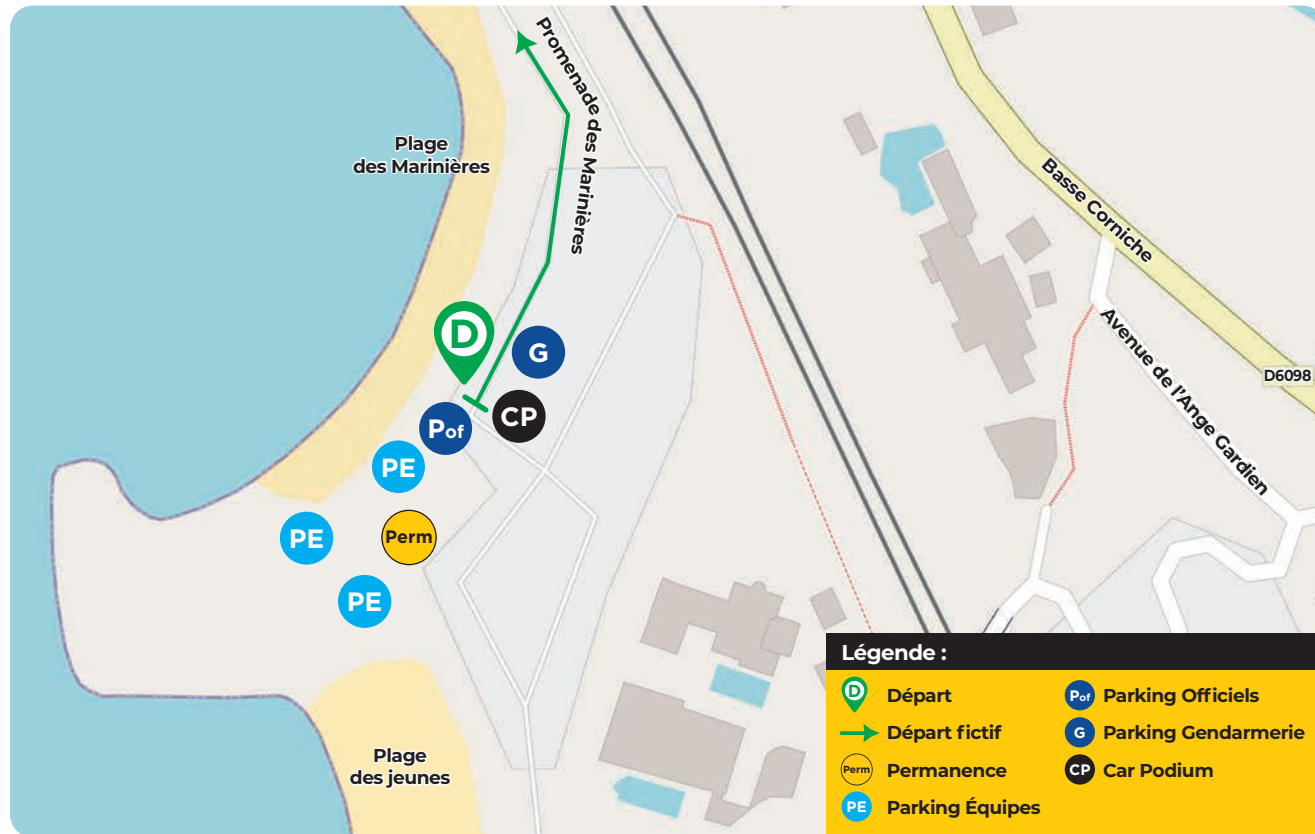 Promenade des Marinières
Plage
des Marinières
Basse Corniche
Avenue de l'Ange Gardien
D6098
D
G
CP
Pof
PE
PE
Perm
PE
Plage
des jeunes
Légende :
D Départ
Départ fictif
Perm Permanence
PE Parking Équipes
Pof Parking Officiels
G Parking Gendarmerie
CP Car Podium